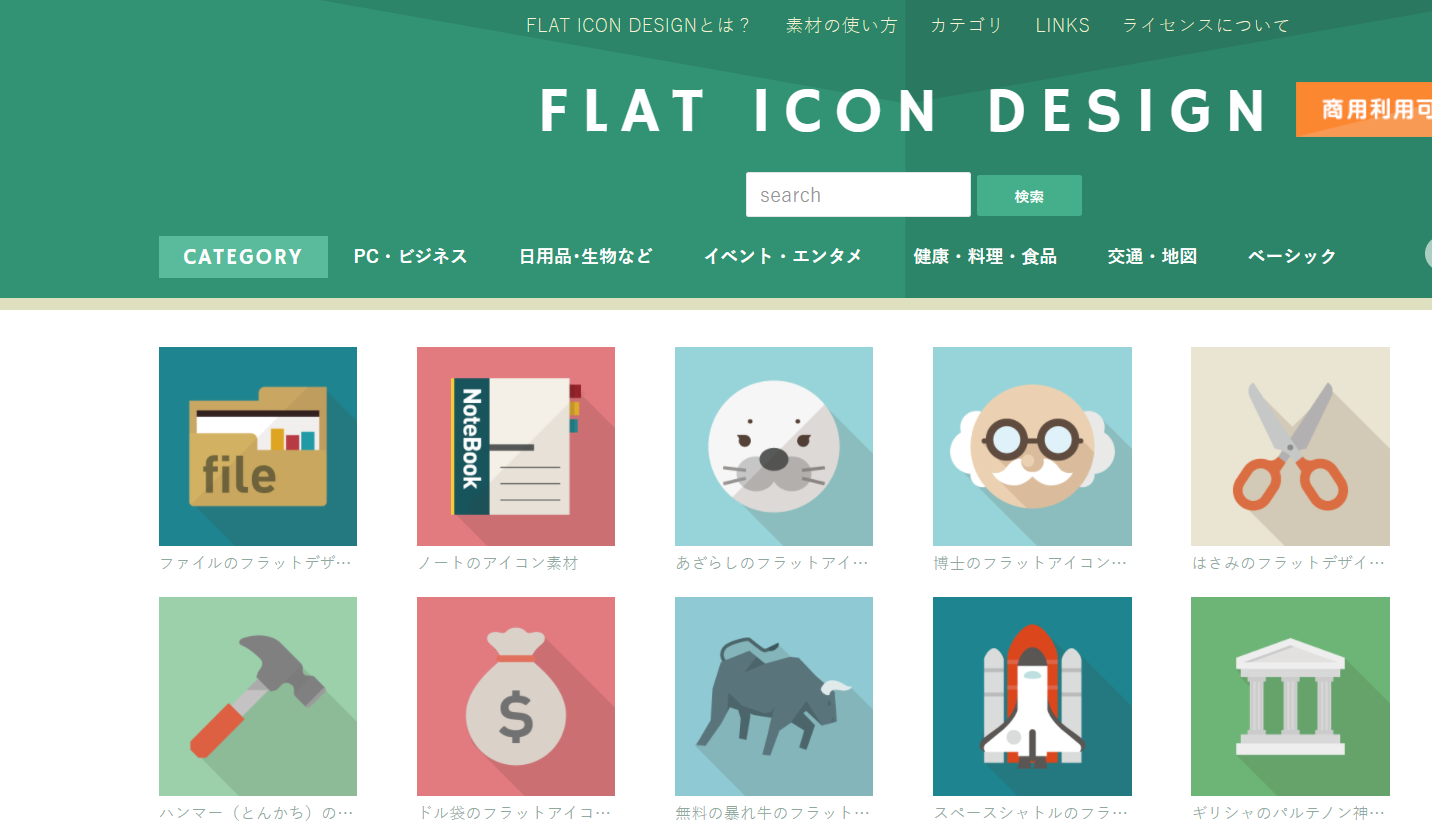 FLAT ICON DESIGNとは？ 素材の使い方 カテゴリ LINKS ライセンスについて
FLAT ICON DESIGN 商用利用可
search 検索
CATEGORY PC・ビジネス 日用品･生物など イベント・エンタメ 健康・料理・食品 交通・地図 ベーシック
file
NoteBook
ファイルのフラットデザ… ノートのアイコン素材 あざらしのフラットアイ… 博士のフラットアイコン… はさみのフラットデザイ…
$
ハンマー（とんかち）の… ドル袋のフラットアイコ… 無料の暴れ牛のフラット… スペースシャトルのフラ… ギリシャのパルテノン神…